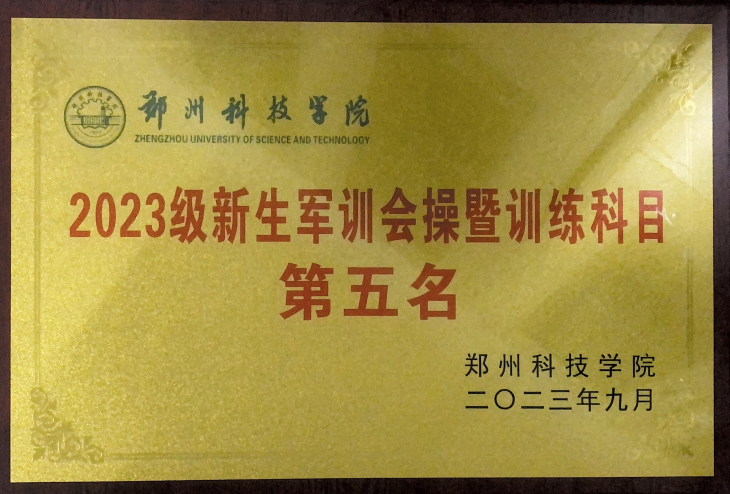 郑州科技学院
ZHENGZHOU UNIVERSITY OF SCIENCE AND TECHNOLOGY
2023级新生军训会操暨训练科目
第五名
郑州科技学院
二〇二三年九月